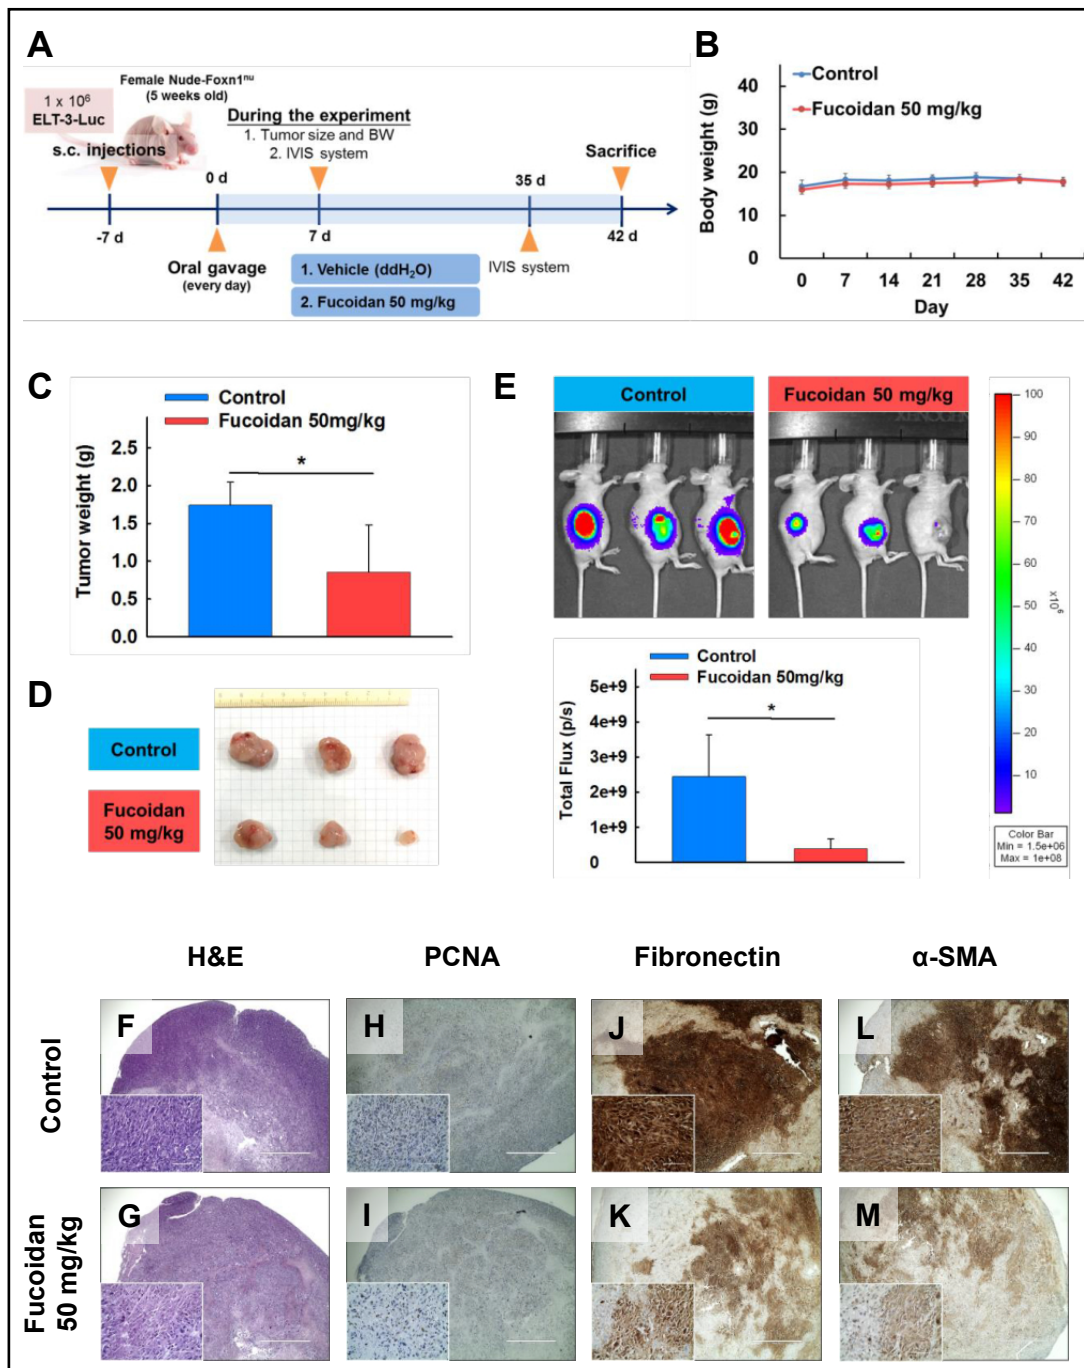 A
Female Nude-Foxn1ⁿᵘ
(5 weeks old)
1 x 10⁶
ELT-3-Luc
s.c. injections
During the experiment
1. Tumor size and BW
2. IVIS system
Sacrifice
0 d
35 d
-7 d
7 d
42 d
Oral gavage
(every day)
1. Vehicle (ddH₂O)
2. Fucoidan 50 mg/kg
IVIS system
B
Control
Fucoidan 50 mg/kg
Body weight (g)
40
30
20
10
0
0 7 14 21 28 35 42
Day
C
Control
Fucoidan 50mg/kg
Tumor weight (g)
2.5
2.0
1.5
1.0
0.5
0.0
*
D
Control
Fucoidan
50 mg/kg
E
Control
Fucoidan 50 mg/kg
100
90
80
70
60
50
40
30
20
10
x10⁶
Color Bar
Min = 1.5e+06
Max = 1e+08
Control
Fucoidan 50mg/kg
Total Flux (p/s)
5e+9
4e+9
3e+9
2e+9
1e+9
0
*
H&E
PCNA
Fibronectin
α-SMA
Control
F
H
J
L
Fucoidan
50 mg/kg
G
I
K
M